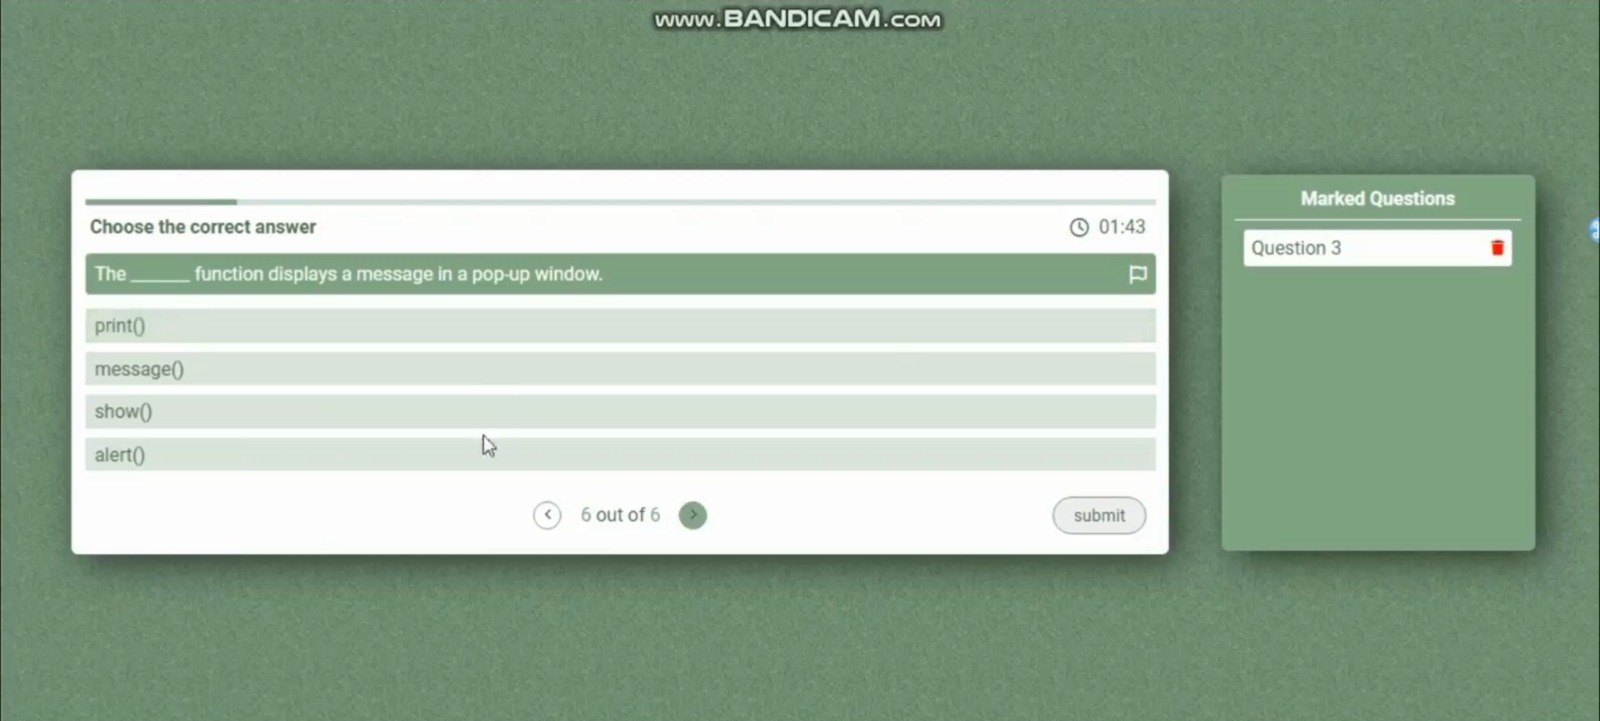 www.BANDICAM.com
Choose the correct answer
01:43
The ______ function displays a message in a pop-up window.
print()
message()
show()
alert()
6 out of 6
submit
Marked Questions
Question 3